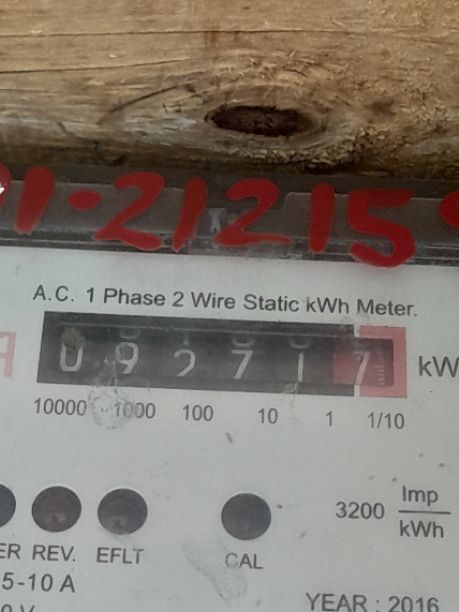 1-21215
A.C. 1 Phase 2 Wire Static kWh Meter.
0 9 2 7 1 1 kW
10000 1000 100 10 1 1/10
3200 Imp/kWh
REV. EFLT CAL
5-10 A
YEAR : 2016